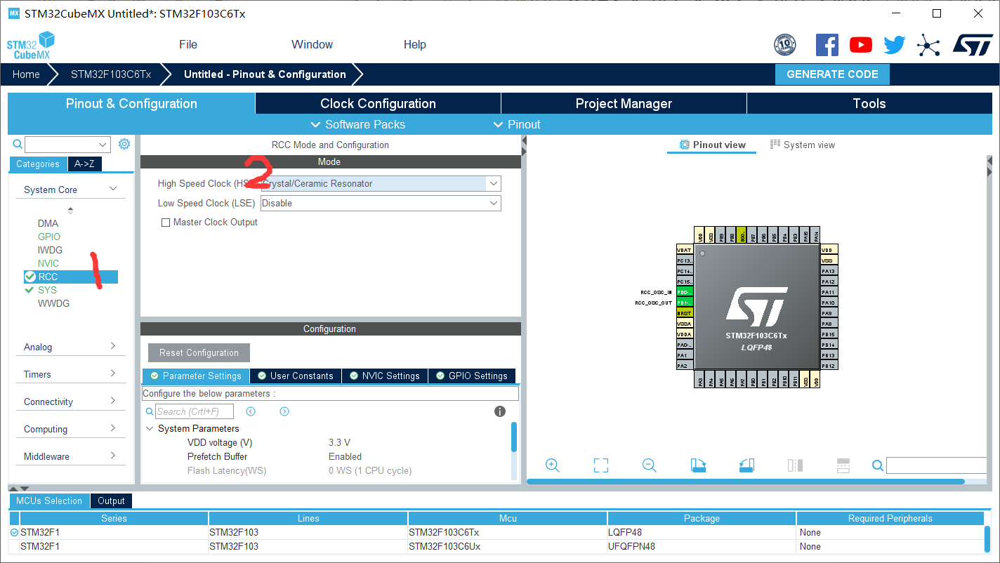 MX STM32CubeMX Untitled*: STM32F103C6Tx
STM32
CubeMX
File Window Help
10
ST
Home STM32F103C6Tx Untitled - Pinout & Configuration GENERATE CODE
Pinout & Configuration Clock Configuration Project Manager Tools
Software Packs Pinout
Categories A->Z
System Core
DMA
GPIO
IWDG
NVIC
RCC
SYS
WWDG
1
Analog
Timers
Connectivity
Computing
Middleware
RCC Mode and Configuration
Mode
2
High Speed Clock (HS Crystal/Ceramic Resonator
Low Speed Clock (LSE) Disable
Master Clock Output
Configuration
Reset Configuration
Parameter Settings User Constants NVIC Settings GPIO Settings
Configure the below parameters :
Search (Crtl+F)
System Parameters
VDD voltage (V) 3.3 V
Prefetch Buffer Enabled
Flash Latency(WS) 0 WS (1 CPU cycle)
Pinout view System view
VDD VSS PB9 PB8 BOO.. PB7 PB6 PB5 PB4 PB3 PA15 PA14
VBAT
PC13..
PC14..
PC15..
RCC_OSC_IN PD0-..
RCC_OSC_OUT PD1-..
NRST
VSSA
VDDA
PA0-..
PA1
PA2
ST
STM32F103C6Tx
LQFP48
VDD
VSS
PA13
PA12
PA11
PA10
PA9
PA8
PB15
PB14
PB13
PB12
PA3 PA4 PA5 PA6 PA7 PB0 PB1 PB2 PB10 PB11 VSS VDD
MCUs Selection Output
Series Lines Mcu Package Required Peripherals
STM32F1 STM32F103 STM32F103C6Tx LQFP48 None
STM32F1 STM32F103 STM32F103C6Ux UFQFPN48 None